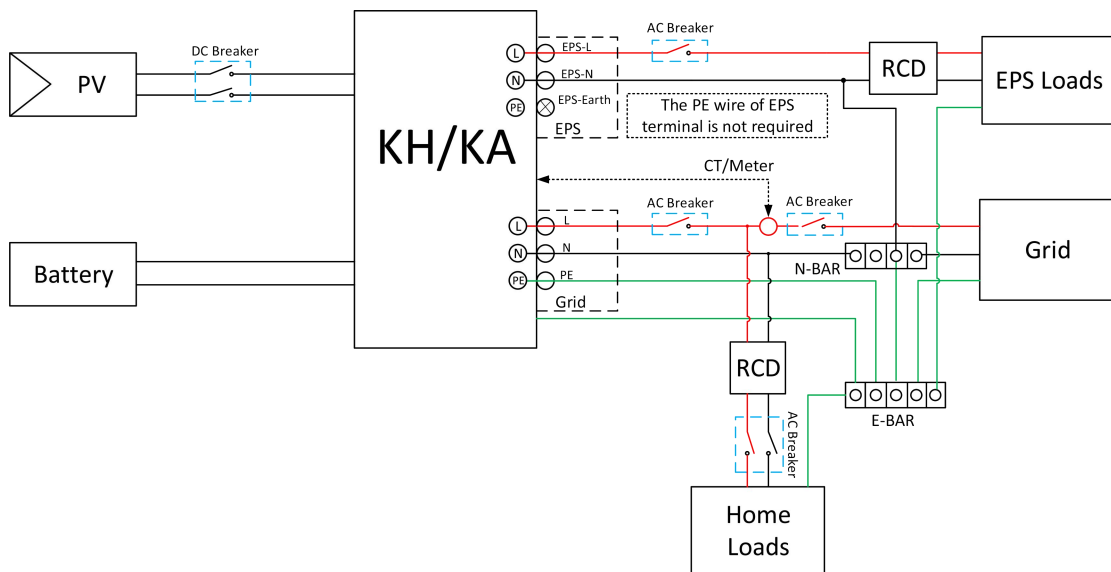 PV
DC Breaker
KH/KA
L
EPS-L
N
EPS-N
PE
EPS-Earth
EPS
AC Breaker
The PE wire of EPS
terminal is not required
RCD
EPS Loads
CT/Meter
Battery
L
L
N
N
PE
PE
Grid
AC Breaker
AC Breaker
N-BAR
Grid
RCD
E-BAR
AC Breaker
Home
Loads